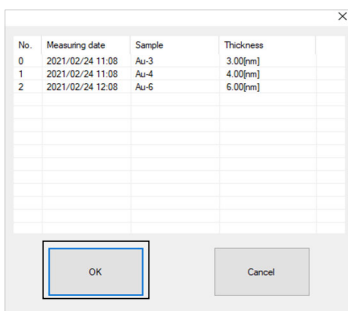 No. Measuring date Sample Thickness
0 2021/02/24 11:08 Au-3 3.00[nm]
1 2021/02/24 11:08 Au-4 4.00[nm]
2 2021/02/24 12:08 Au-6 6.00[nm]
OK Cancel